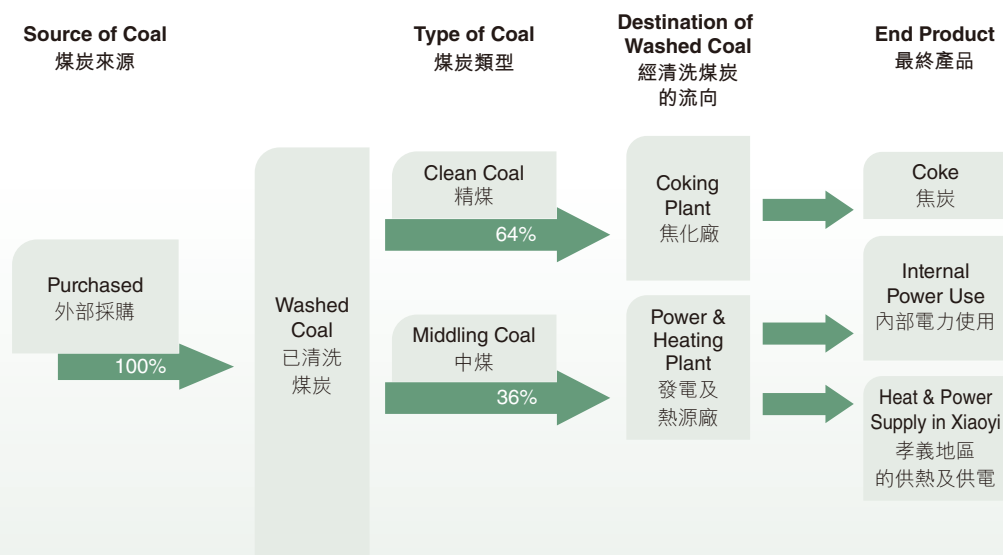 Source of Coal
煤炭來源
Type of Coal
煤炭類型
Destination of
Washed Coal
經清洗煤炭
的流向
End Product
最終產品
Purchased
外部採購
100%
Washed
Coal
已清洗
煤炭
Clean Coal
精煤
64%
Middling Coal
中煤
36%
Coking
Plant
焦化廠
Power &
Heating
Plant
發電及
熱源廠
Coke
焦炭
Internal
Power Use
內部電力使用
Heat & Power
Supply in Xiaoyi
孝義地區
的供熱及供電